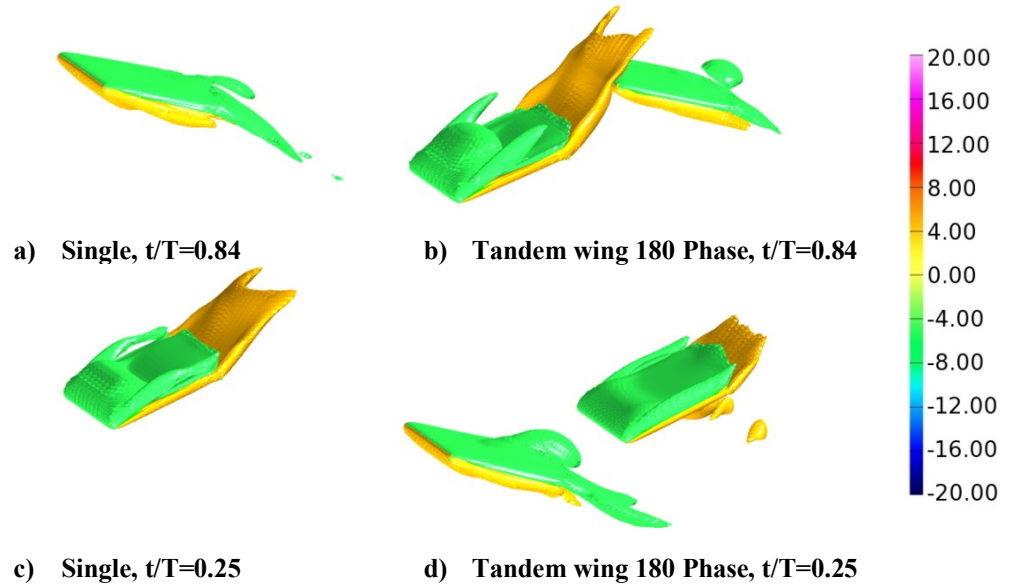 20.00
16.00
12.00
8.00
4.00
0.00
-4.00
-8.00
-12.00
-16.00
-20.00
a) Single, t/T=0.84
b) Tandem wing 180 Phase, t/T=0.84
c) Single, t/T=0.25
d) Tandem wing 180 Phase, t/T=0.25